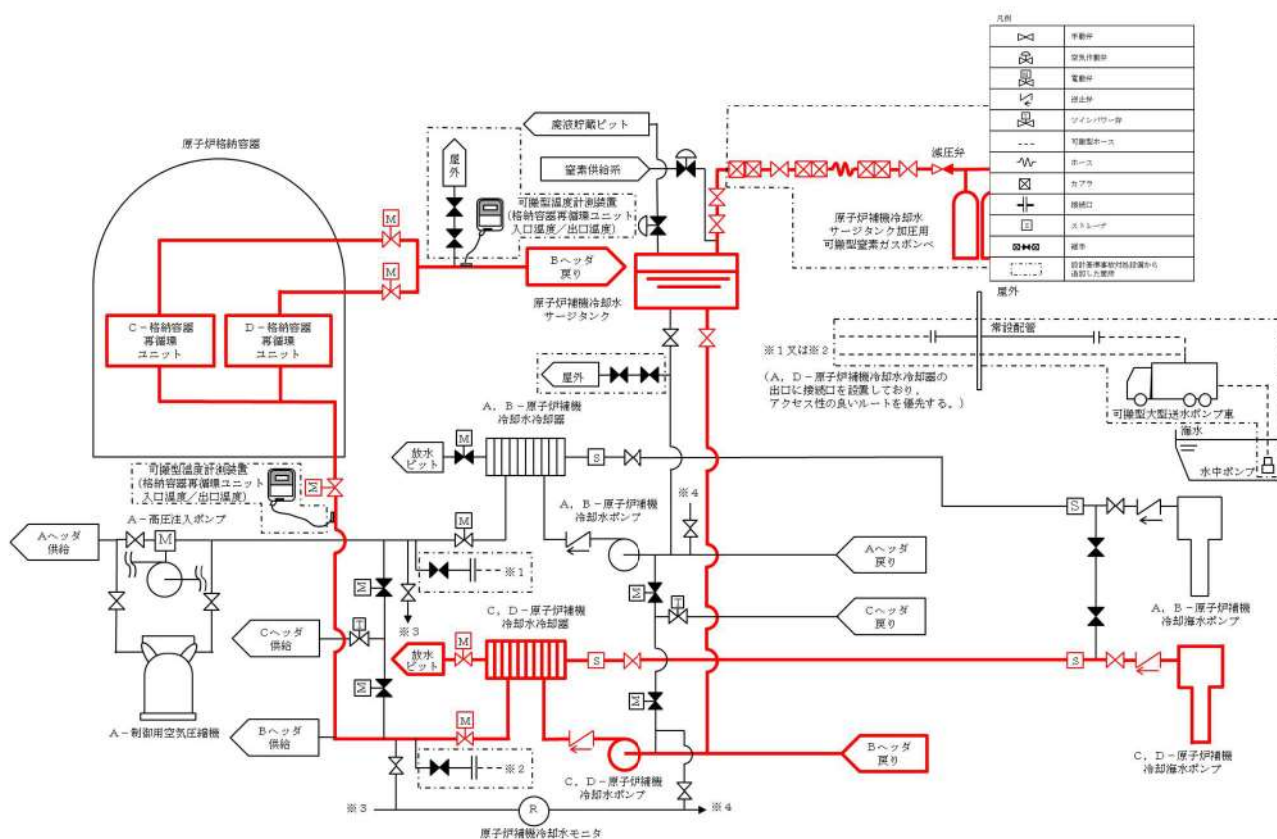 凡例
手動弁
空気作動弁
電動弁
逆止弁
T
ツインパワー弁
可搬型ホース
ホース
カプラ
接続口
S
ストレーナ
設計基準事故対処設備から
追加した箇所
原子炉格納容器
屋外
廃液貯蔵ピット
窒素供給系
減圧弁
可搬型温度計測装置
(格納容器再循環ユニット
入口温度/出口温度)
原子炉補機冷却水
サージタンク加圧用
可搬型窒素ガスボンベ
M
M
Bヘッダ
戻り
原子炉補機冷却水
サージタンク
C-格納容器
再循環
ユニット
D-格納容器
再循環
ユニット
屋外
常設配管
※1又は※2
(A,D-原子炉補機冷却水冷却器の
出口に接続口を設置しており,
アクセス性の良いルートを優先する。)
可搬型大型送水ポンプ車
海水
水中ポンプ
屋外
A,B-原子炉補機
冷却水冷却器
放水
ピット
M
S
可搬型温度計測装置
(格納容器再循環ユニット
入口温度/出口温度)
M
※4
A,B-原子炉補機
冷却水ポンプ
S
A-高圧注入ポンプ
Aヘッダ
供給
M
M
Aヘッダ
戻り
※1
M
M
T
Cヘッダ
戻り
A,B-原子炉補機
冷却海水ポンプ
※3
C,D-原子炉補機
冷却水冷却器
Cヘッダ
供給
T
放水
ピット
M
S
S
M
M
A-制御用空気圧縮機
Bヘッダ
供給
M
※2
C,D-原子炉補機
冷却水ポンプ
Bヘッダ
戻り
C,D-原子炉補機
冷却海水ポンプ
※3
R
※4
原子炉補機冷却水モニタ